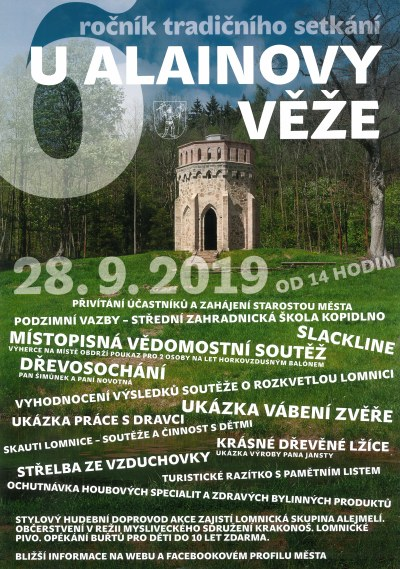 6
ročník tradičního setkání
U ALAINOVY
VĚŽE
28.9.2019 OD 14 HODIN
PŘIVÍTÁNÍ ÚČASTNÍKŮ A ZAHÁJENÍ STAROSTOU MĚSTA
PODZIMNÍ VAZBY – STŘEDNÍ ZAHRADNICKÁ ŠKOLA KOPIDLNO
SLACKLINE
MÍSTOPISNÁ VĚDOMOSTNÍ SOUTĚŽ
VÝHERCE NA MÍSTĚ OBDRŽÍ POUKAZ PRO 2 OSOBY NA LET HORKOVZDUŠNÝM BALÓNEM
DŘEVOSOCHÁNÍ
PAN ŠIMŮNEK A PANÍ NOVOTNÁ
VYHODNOCENÍ VÝSLEDKŮ SOUTĚŽE O ROZKVETLOU LOMNICI
UKÁZKA VÁBENÍ ZVĚŘE
UKÁZKA PRÁCE S DRAVCI
SKAUTI LOMNICE – SOUTĚŽE A ČINNOST S DĚTMI
KRÁSNÉ DŘEVĚNÉ LŽÍCE
UKÁZKA VÝROBY PANA JANSTY
STŘELBA ZE VZDUCHOVKY
TURISTICKÉ RAZÍTKO S PAMĚTNÍM LISTEM
OCHUTNÁVKA HOUBOVÝCH SPECIALIT A ZDRAVÝCH BYLINNÝCH PRODUKTŮ
STYLOVÝ HUDEBNÍ DOPROVOD AKCE ZAJISTÍ LOMNICKÁ SKUPINA ALEJMELÍ.
OBČERSTVENÍ V REŽII MYSLIVECKÉHO SDRUŽENÍ KRAKONOŠ. LOMNICKÉ
PIVO. OPÉKÁNÍ BUŘTŮ PRO DĚTI DO 10 LET ZDARMA.
BLIŽŠÍ INFORMACE NA WEBU A FACEBOOKOVÉM PROFILU MĚSTA